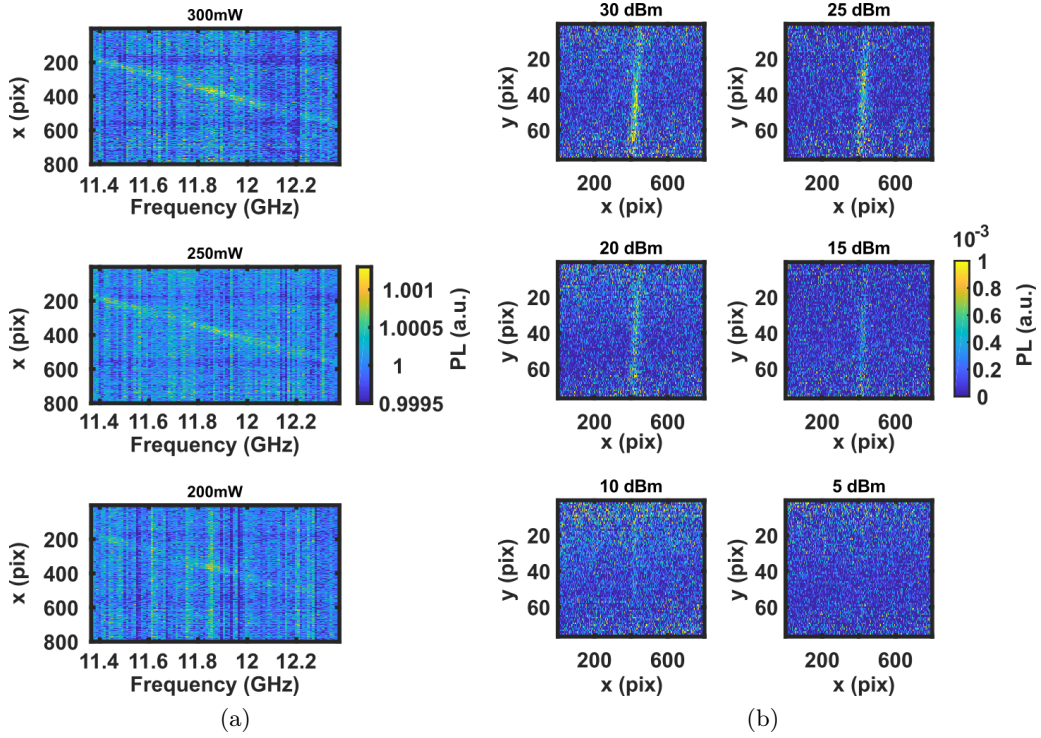 300mW
200
400
600
800
x (pix)
11.4 11.6 11.8 12 12.2
Frequency (GHz)
250mW
200
400
600
800
x (pix)
11.4 11.6 11.8 12 12.2
Frequency (GHz)
1.001
1.0005
1
0.9995
PL (a.u.)
200mW
200
400
600
800
x (pix)
11.4 11.6 11.8 12 12.2
Frequency (GHz)
(a)
30 dBm
20
40
60
y (pix)
200 600
x (pix)
25 dBm
20
40
60
y (pix)
200 600
x (pix)
20 dBm
20
40
60
y (pix)
200 600
x (pix)
15 dBm
20
40
60
y (pix)
200 600
x (pix)
10⁻³
1
0.8
0.6
0.4
0.2
0
PL (a.u.)
10 dBm
20
40
60
y (pix)
200 600
x (pix)
5 dBm
20
40
60
y (pix)
200 600
x (pix)
(b)